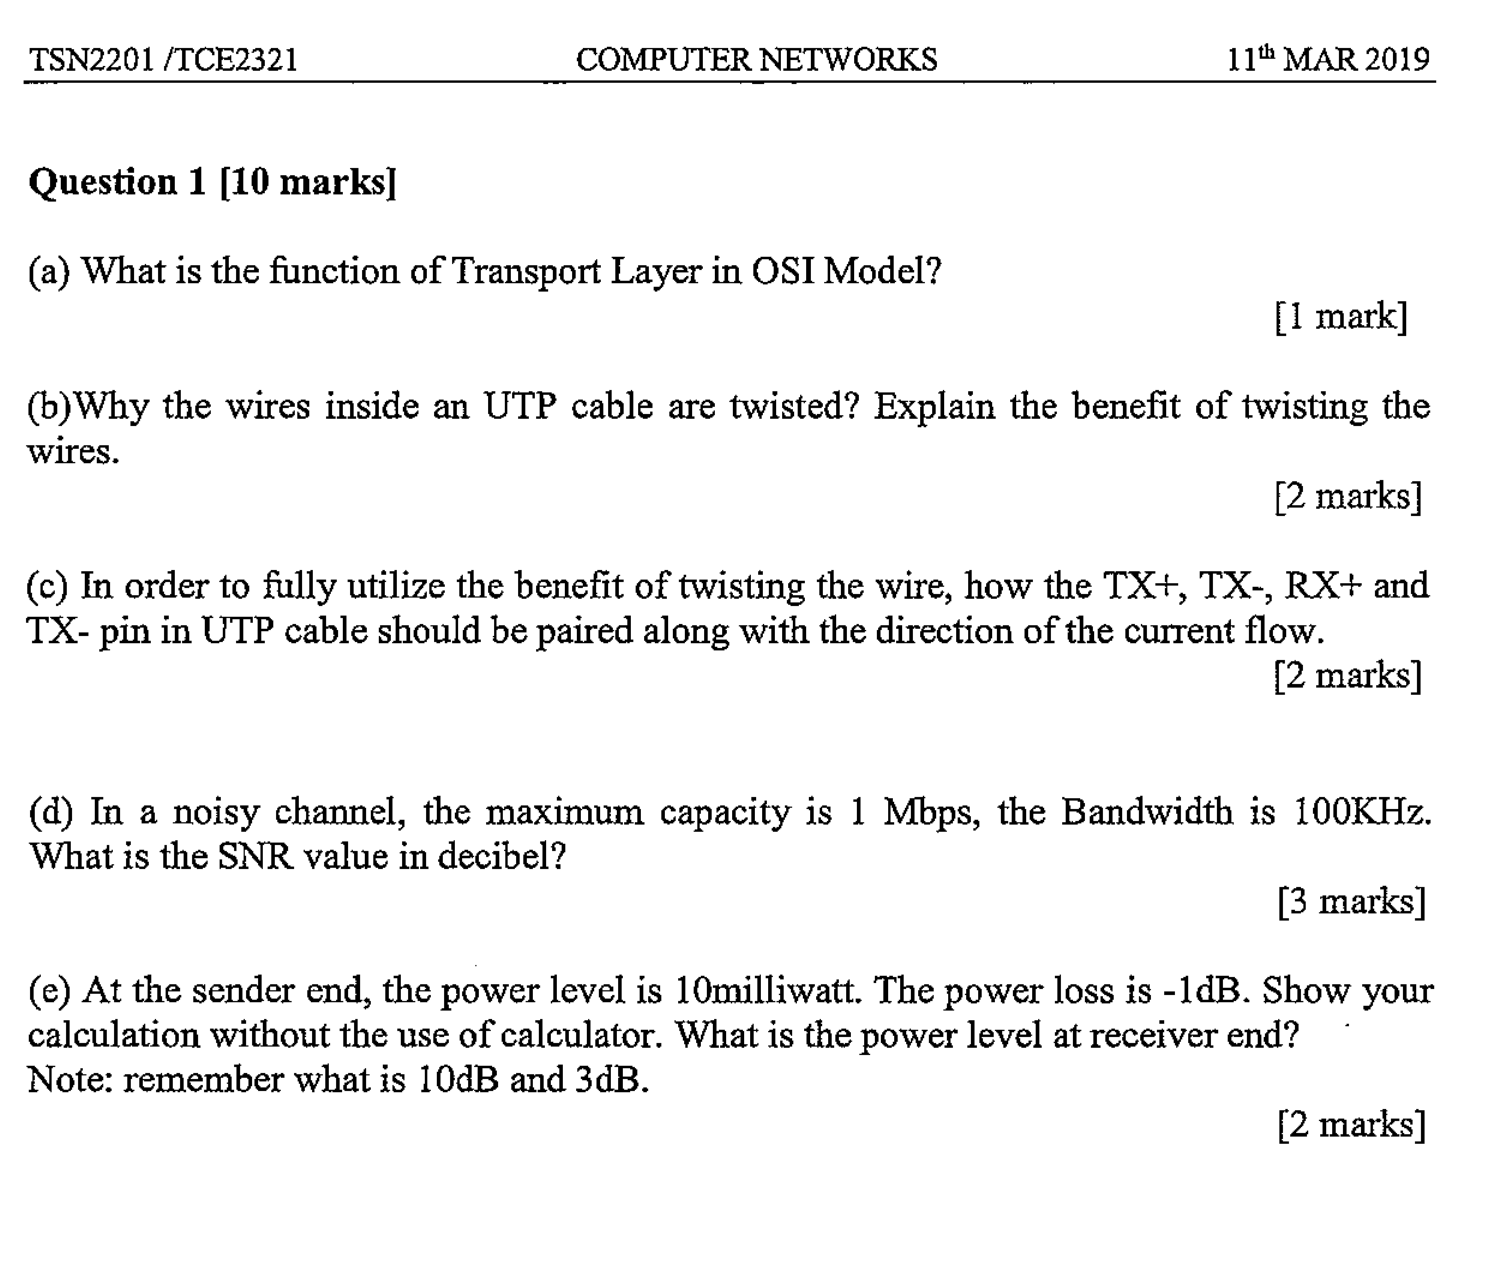 TSN2201 /TCE2321 COMPUTER NETWORKS 11th MAR 2019
Question 1 [10 marks]
(a) What is the function of Transport Layer in OSI Model?
[1 mark]
(b)Why the wires inside an UTP cable are twisted? Explain the benefit of twisting the
wires.
[2 marks]
(c) In order to fully utilize the benefit of twisting the wire, how the TX+, TX-, RX+ and
TX- pin in UTP cable should be paired along with the direction of the current flow.
[2 marks]
(d) In a noisy channel, the maximum capacity is 1 Mbps, the Bandwidth is 100KHz.
What is the SNR value in decibel?
[3 marks]
(e) At the sender end, the power level is 10milliwatt. The power loss is -1dB. Show your
calculation without the use of calculator. What is the power level at receiver end?
Note: remember what is 10dB and 3dB.
[2 marks]